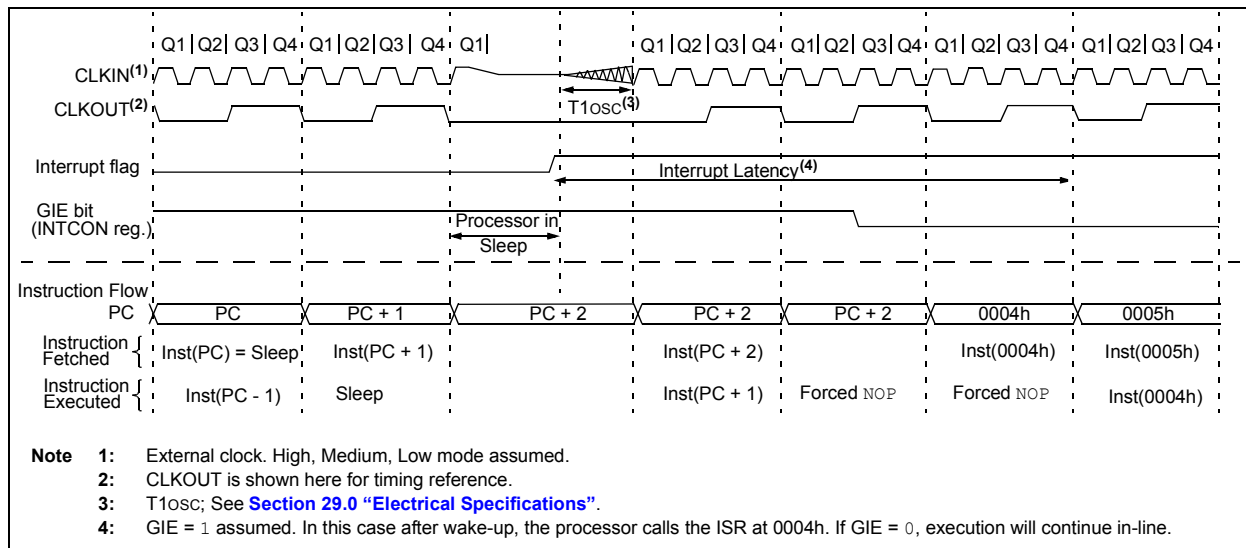 Q1 Q2 Q3 Q4 Q1 Q2 Q3 Q4 Q1 Q1 Q2 Q3 Q4 Q1 Q2 Q3 Q4 Q1 Q2 Q3 Q4 Q1 Q2 Q3 Q4
CLKIN(1)
T1OSC(3)
CLKOUT(2)
Interrupt flag
Interrupt Latency(4)
GIE bit
(INTCON reg.)
Processor in
Sleep
Instruction Flow
PC PC PC + 1 PC + 2 PC + 2 PC + 2 0004h 0005h
Instruction
Fetched
Inst(PC) = Sleep Inst(PC + 1) Inst(PC + 2) Inst(0004h) Inst(0005h)
Instruction
Executed
Inst(PC - 1) Sleep Inst(PC + 1) Forced NOP Forced NOP Inst(0004h)
Note 1: External clock. High, Medium, Low mode assumed.
2: CLKOUT is shown here for timing reference.
3: T1OSC; See Section 29.0 “Electrical Specifications”.
4: GIE = 1 assumed. In this case after wake-up, the processor calls the ISR at 0004h. If GIE = 0, execution will continue in-line.